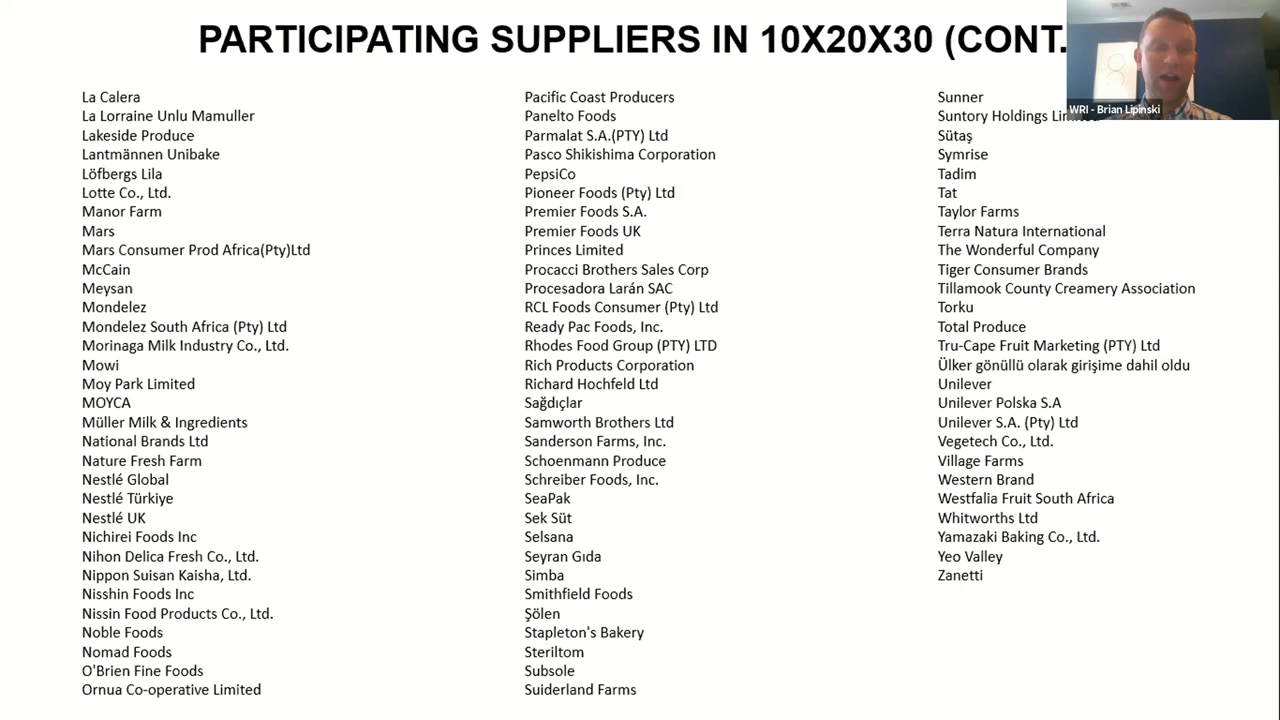 PARTICIPATING SUPPLIERS IN 10X20X30 (CONT.
WRI - Brian Lipinski
La Calera
La Lorraine Unlu Mamuller
Lakeside Produce
Lantmännen Unibake
Löfbergs Lila
Lotte Co., Ltd.
Manor Farm
Mars
Mars Consumer Prod Africa(Pty)Ltd
McCain
Meysan
Mondelez
Mondelez South Africa (Pty) Ltd
Morinaga Milk Industry Co., Ltd.
Mowi
Moy Park Limited
MOYCA
Müller Milk & Ingredients
National Brands Ltd
Nature Fresh Farm
Nestlé Global
Nestlé Türkiye
Nestlé UK
Nichirei Foods Inc
Nihon Delica Fresh Co., Ltd.
Nippon Suisan Kaisha, Ltd.
Nisshin Foods Inc
Nissin Food Products Co., Ltd.
Noble Foods
Nomad Foods
O'Brien Fine Foods
Ornua Co-operative Limited
Pacific Coast Producers
Panelto Foods
Parmalat S.A.(PTY) Ltd
Pasco Shikishima Corporation
PepsiCo
Pioneer Foods (Pty) Ltd
Premier Foods S.A.
Premier Foods UK
Princes Limited
Procacci Brothers Sales Corp
Procesadora Larán SAC
RCL Foods Consumer (Pty) Ltd
Ready Pac Foods, Inc.
Rhodes Food Group (PTY) LTD
Rich Products Corporation
Richard Hochfeld Ltd
Sağdıçlar
Samworth Brothers Ltd
Sanderson Farms, Inc.
Schoenmann Produce
Schreiber Foods, Inc.
SeaPak
Sek Süt
Selsana
Seyran Gıda
Simba
Smithfield Foods
Şölen
Stapleton's Bakery
Steriltom
Subsole
Suiderland Farms
Sunner
Suntory Holdings Limited
Sütaş
Symrise
Tadim
Tat
Taylor Farms
Terra Natura International
The Wonderful Company
Tiger Consumer Brands
Tillamook County Creamery Association
Torku
Total Produce
Tru-Cape Fruit Marketing (PTY) Ltd
Ülker gönüllü olarak girişime dahil oldu
Unilever
Unilever Polska S.A
Unilever S.A. (Pty) Ltd
Vegetech Co., Ltd.
Village Farms
Western Brand
Westfalia Fruit South Africa
Whitworths Ltd
Yamazaki Baking Co., Ltd.
Yeo Valley
Zanetti